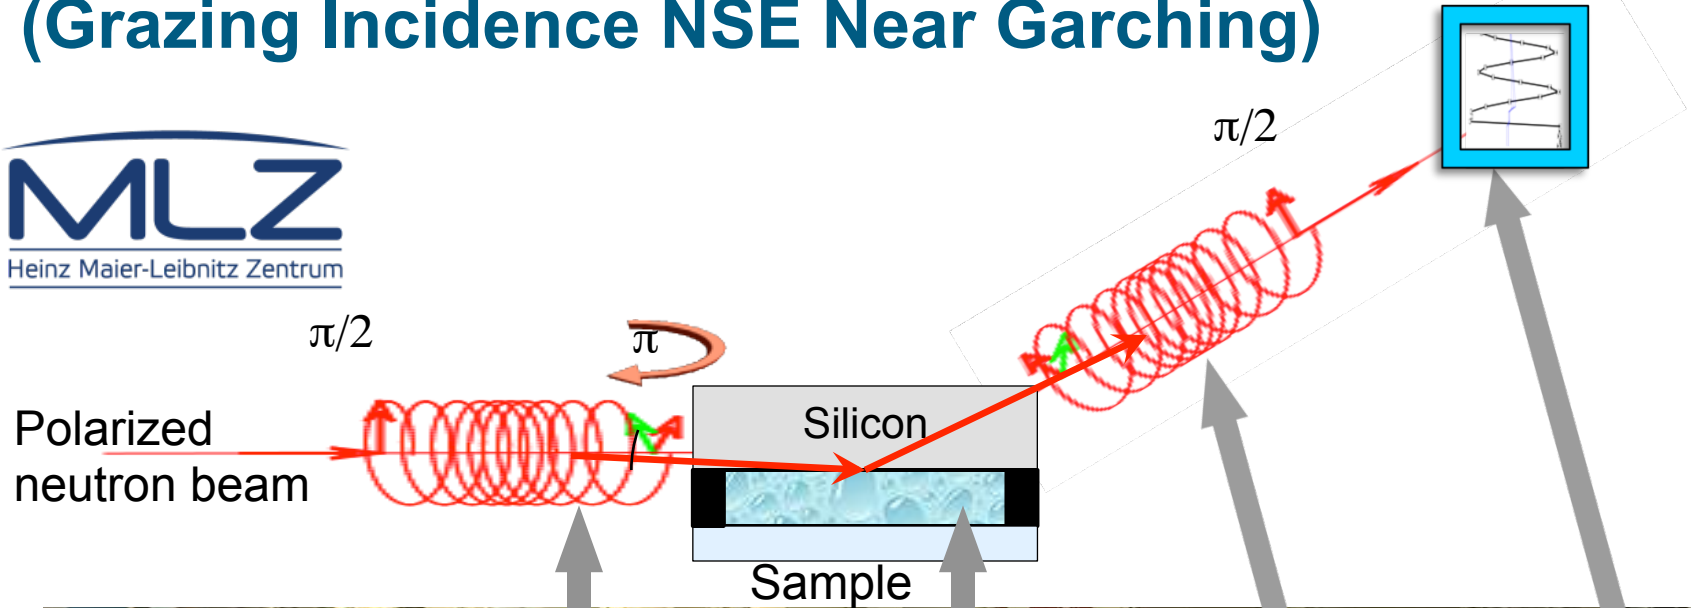 (Grazing Incidence NSE Near Garching)
π/2
MLZ
Heinz Maier-Leibnitz Zentrum
π/2
π
Polarized
neutron beam
Silicon
Sample